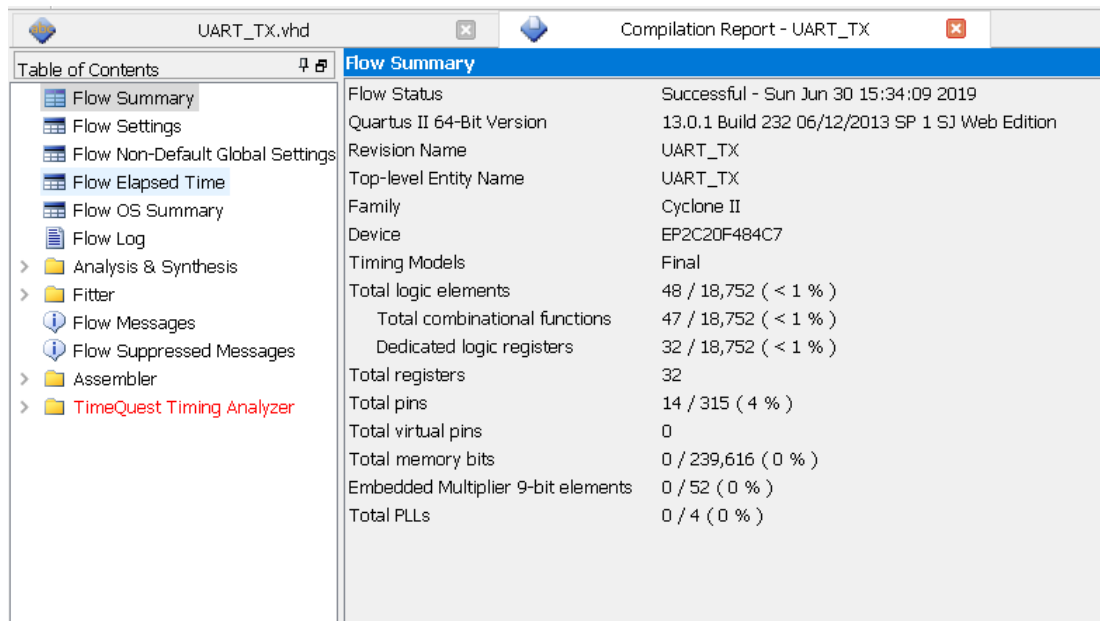 UART_TX.vhd
Compilation Report - UART_TX
Table of Contents
Flow Summary
Flow Settings
Flow Non-Default Global Settings
Flow Elapsed Time
Flow OS Summary
Flow Log
Analysis & Synthesis
Fitter
Flow Messages
Flow Suppressed Messages
Assembler
TimeQuest Timing Analyzer
Flow Summary
Flow Status Successful - Sun Jun 30 15:34:09 2019
Quartus II 64-Bit Version 13.0.1 Build 232 06/12/2013 SP 1 SJ Web Edition
Revision Name UART_TX
Top-level Entity Name UART_TX
Family Cyclone II
Device EP2C20F484C7
Timing Models Final
Total logic elements 48 / 18,752 ( < 1 % )
Total combinational functions 47 / 18,752 ( < 1 % )
Dedicated logic registers 32 / 18,752 ( < 1 % )
Total registers 32
Total pins 14 / 315 ( 4 % )
Total virtual pins 0
Total memory bits 0 / 239,616 ( 0 % )
Embedded Multiplier 9-bit elements 0 / 52 ( 0 % )
Total PLLs 0 / 4 ( 0 % )